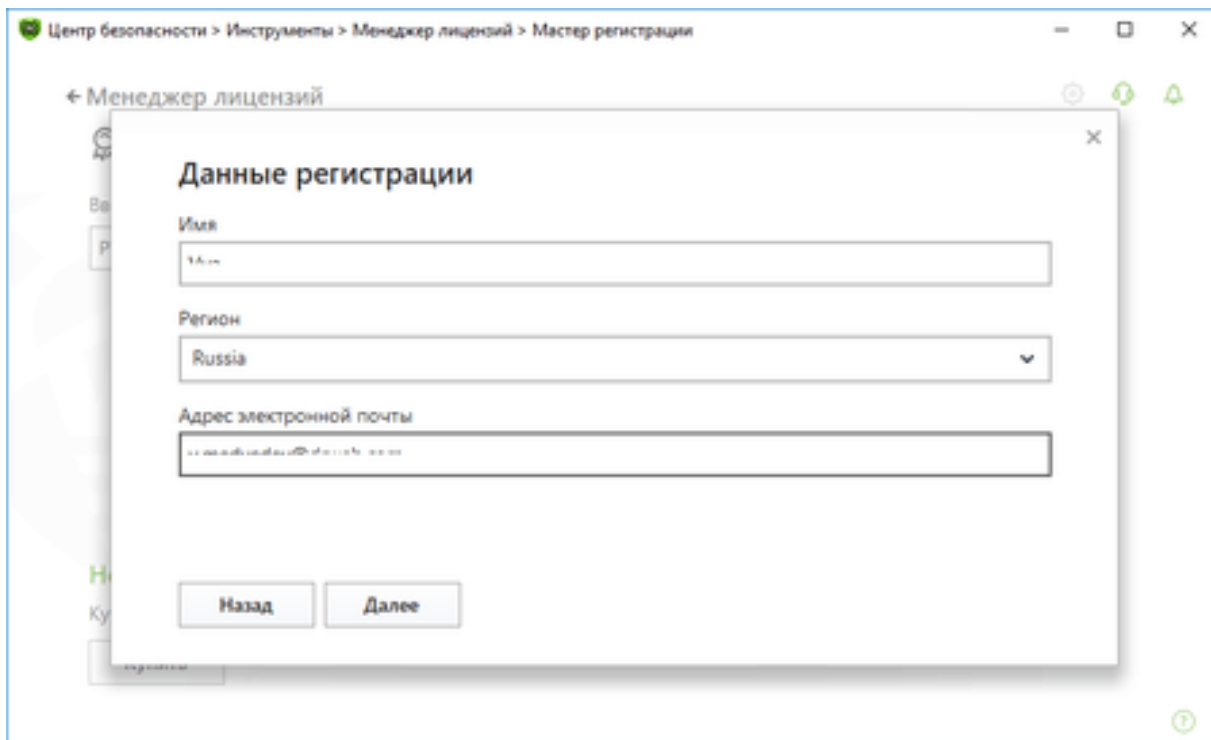 Центр безопасности > Инструменты > Менеджер лицензий > Мастер регистрации
Менеджер лицензий
Данные регистрации
Имя
Регион
Russia
Адрес электронной почты
Назад
Далее
Купить